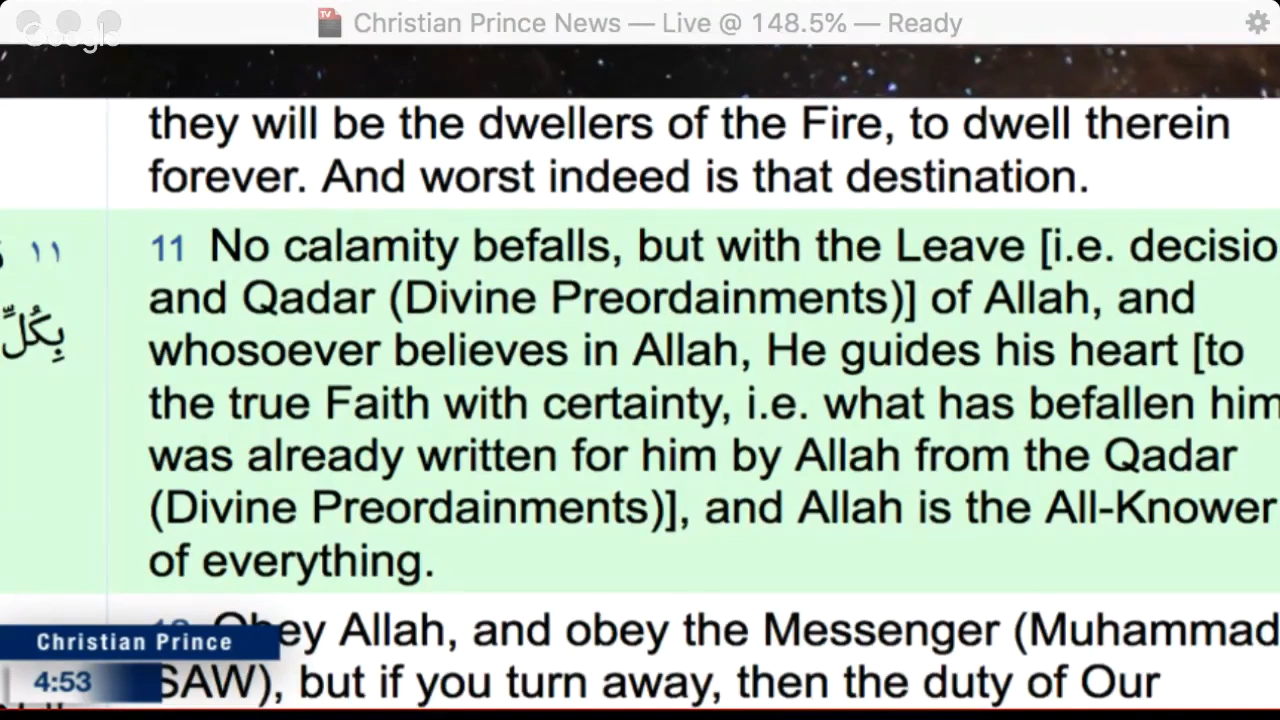 Christian Prince News — Live @ 148.5% — Ready
Google
they will be the dwellers of the Fire, to dwell therein
forever. And worst indeed is that destination.
١١
11 No calamity befalls, but with the Leave [i.e. decisio
and Qadar (Divine Preordainments)] of Allah, and
بِكُلِّ
whosoever believes in Allah, He guides his heart [to
the true Faith with certainty, i.e. what has befallen him
was already written for him by Allah from the Qadar
(Divine Preordainments)], and Allah is the All-Knower
of everything.
Obey Allah, and obey the Messenger (Muhammad
SAW), but if you turn away, then the duty of Our
Christian Prince
4:53